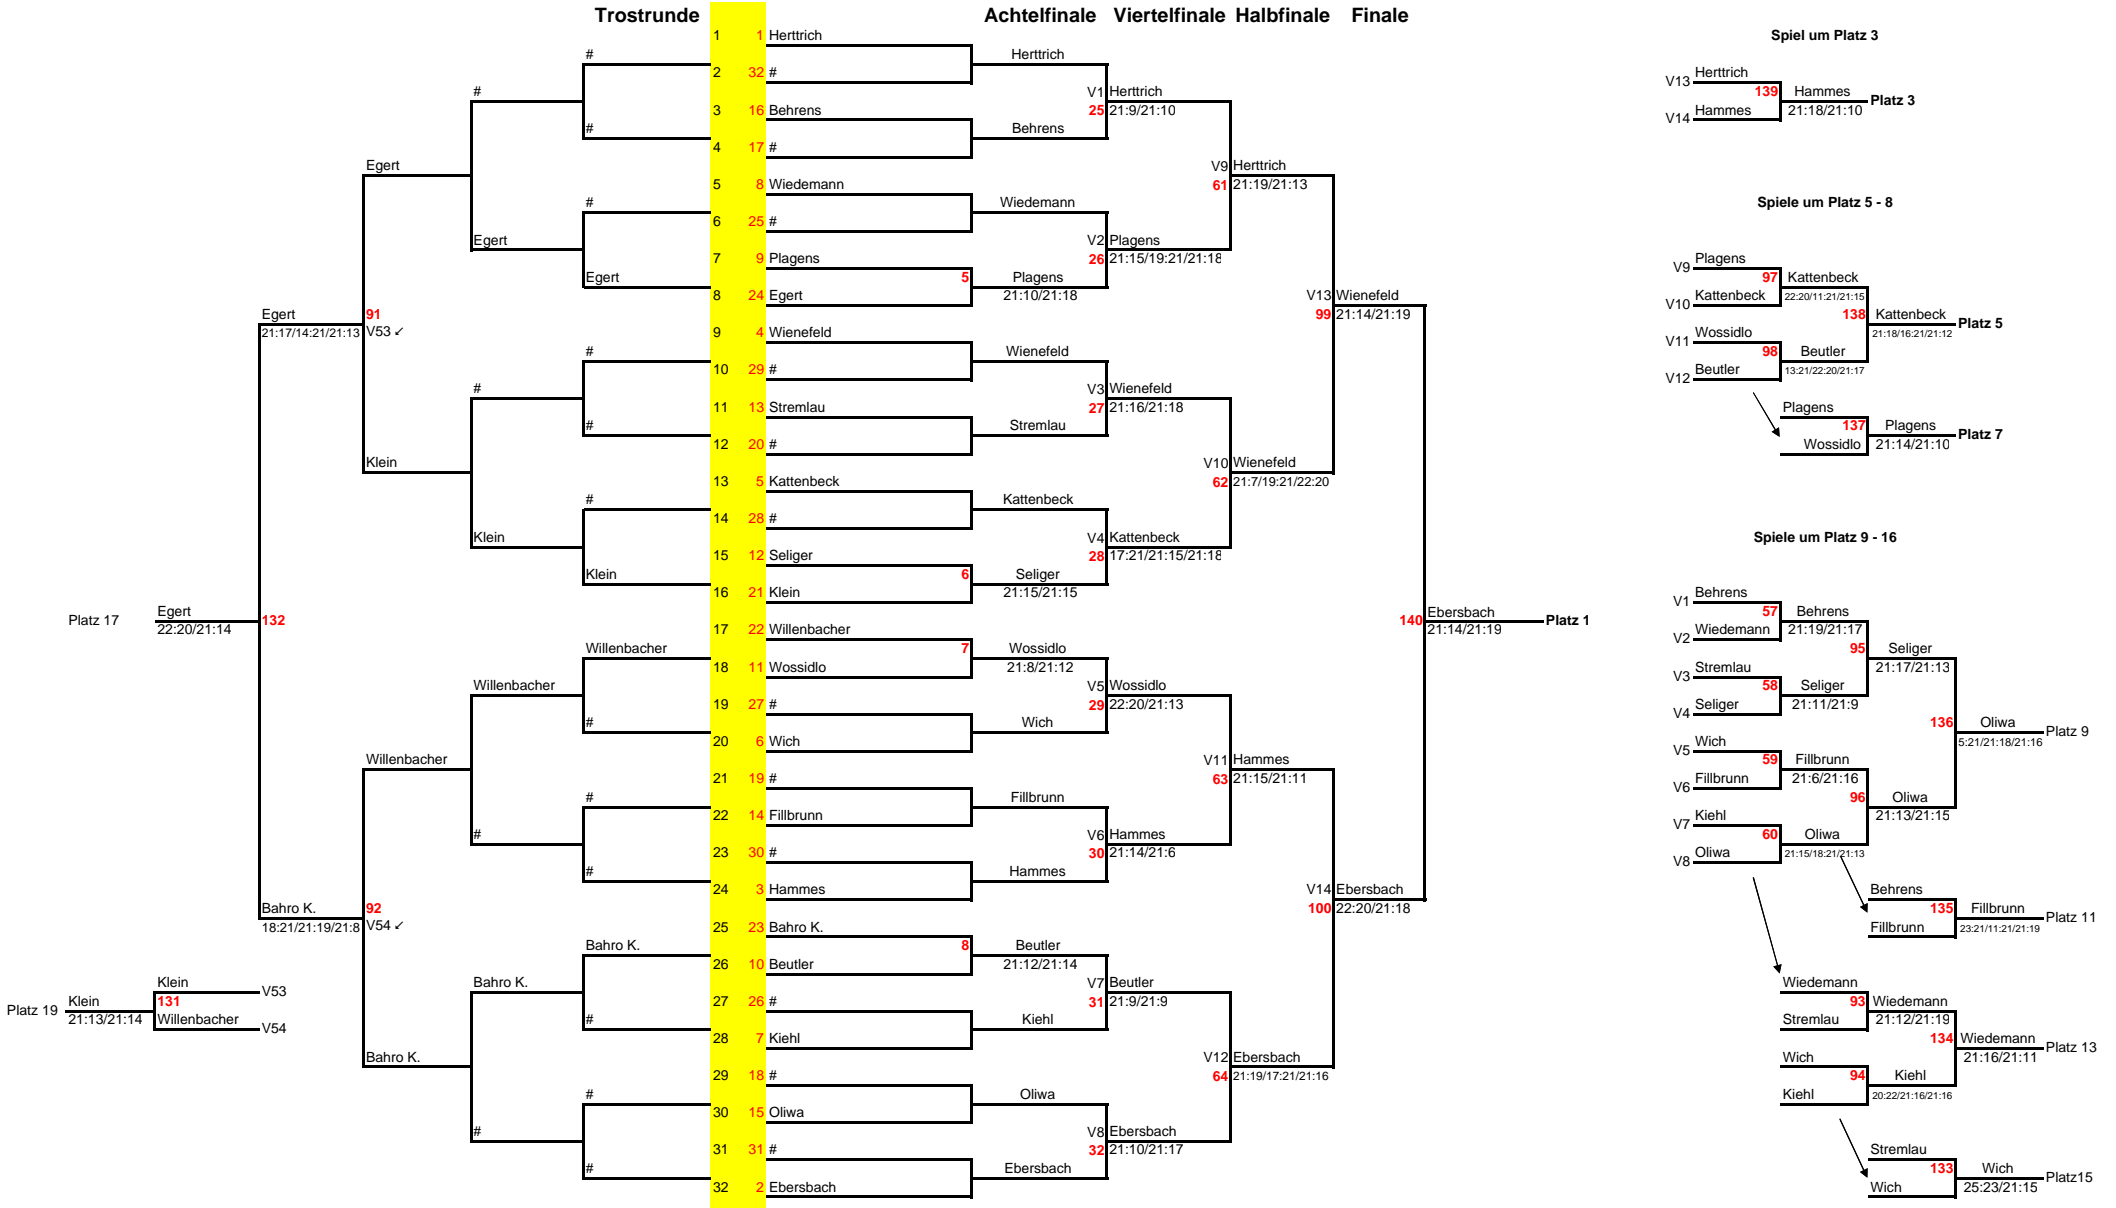 Trostrunde Achtelfinale Viertelfinale Halbfinale Finale
1 1 Herttrich
2 32 #
3 16 Behrens
4 17 #
5 8 Wiedemann
6 25 #
7 9 Plagens
8 24 Egert
9 4 Wienefeld
10 29 #
11 13 Stremlau
12 20 #
13 5 Kattenbeck
14 28 #
15 12 Seliger
16 21 Klein
17 22 Willenbacher
18 11 Wossidlo
19 27 #
20 6 Wich
21 19 #
22 14 Fillbrunn
23 30 #
24 3 Hammes
25 23 Bahro K.
26 10 Beutler
27 26 #
28 7 Kiehl
29 18 #
30 15 Oliwa
31 31 #
32 2 Ebersbach
#
#
#
Egert
#
#
#
Klein
Willenbacher
#
#
#
Bahro K.
#
#
#
#
Egert
#
Klein
Willenbacher
#
Bahro K.
#
Egert
91
V53 ↙
Klein
Willenbacher
92
V54 ↙
Bahro K.
Egert
21:17/14:21/21:13
132
Bahro K.
18:21/21:19/21:8
Platz 17
Egert
22:20/21:14
Platz 19
Klein
21:13/21:14
Klein V53
131
Willenbacher V54
Herttrich
Behrens
Wiedemann
5
Plagens
21:10/21:18
Wienefeld
Stremlau
Kattenbeck
6
Seliger
21:15/21:15
7
Wossidlo
21:8/21:12
Wich
Fillbrunn
Hammes
8
Beutler
21:12/21:14
Kiehl
Oliwa
Ebersbach
V1 Herttrich
25 21:9/21:10
V2 Plagens
26 21:15/19:21/21:18
V3 Wienefeld
27 21:16/21:18
V4 Kattenbeck
28 17:21/21:15/21:18
V5 Wossidlo
29 22:20/21:13
V6 Hammes
30 21:14/21:6
V7 Beutler
31 21:9/21:9
V8 Ebersbach
32 21:10/21:17
V9 Herttrich
61 21:19/21:13
V10 Wienefeld
62 21:7/19:21/22:20
V11 Hammes
63 21:15/21:11
V12 Ebersbach
64 21:19/17:21/21:16
V13 Wienefeld
99 21:14/21:19
V14 Ebersbach
100 22:20/21:18
Ebersbach Platz 1
140 21:14/21:19
Spiel um Platz 3
V13 Herttrich
139 Hammes Platz 3
V14 Hammes 21:18/21:10
Spiele um Platz 5 - 8
V9 Plagens
97 Kattenbeck
V10 Kattenbeck 22:20/11:21/21:15
138 Kattenbeck Platz 5
21:18/16:21/21:12
V11 Wossidlo
98 Beutler
V12 Beutler 13:21/22:20/21:17
Plagens
137 Plagens Platz 7
Wossidlo 21:14/21:10
Spiele um Platz 9 - 16
V1 Behrens
57 Behrens
V2 Wiedemann 21:19/21:17
95 Seliger
21:17/21:13
V3 Stremlau
58 Seliger
V4 Seliger 21:11/21:9
136 Oliwa Platz 9
5:21/21:18/21:16
V5 Wich
59 Fillbrunn
V6 Fillbrunn 21:6/21:16
96 Oliwa
21:13/21:15
V7 Kiehl
60 Oliwa
V8 Oliwa 21:15/18:21/21:13
Behrens
135 Fillbrunn Platz 11
Fillbrunn 23:21/11:21/21:19
Wiedemann
93 Wiedemann
Stremlau 21:12/21:19
134 Wiedemann Platz 13
21:16/21:11
Wich
94 Kiehl
Kiehl 20:22/21:16/21:16
Stremlau
133 Wich Platz15
Wich 25:23/21:15